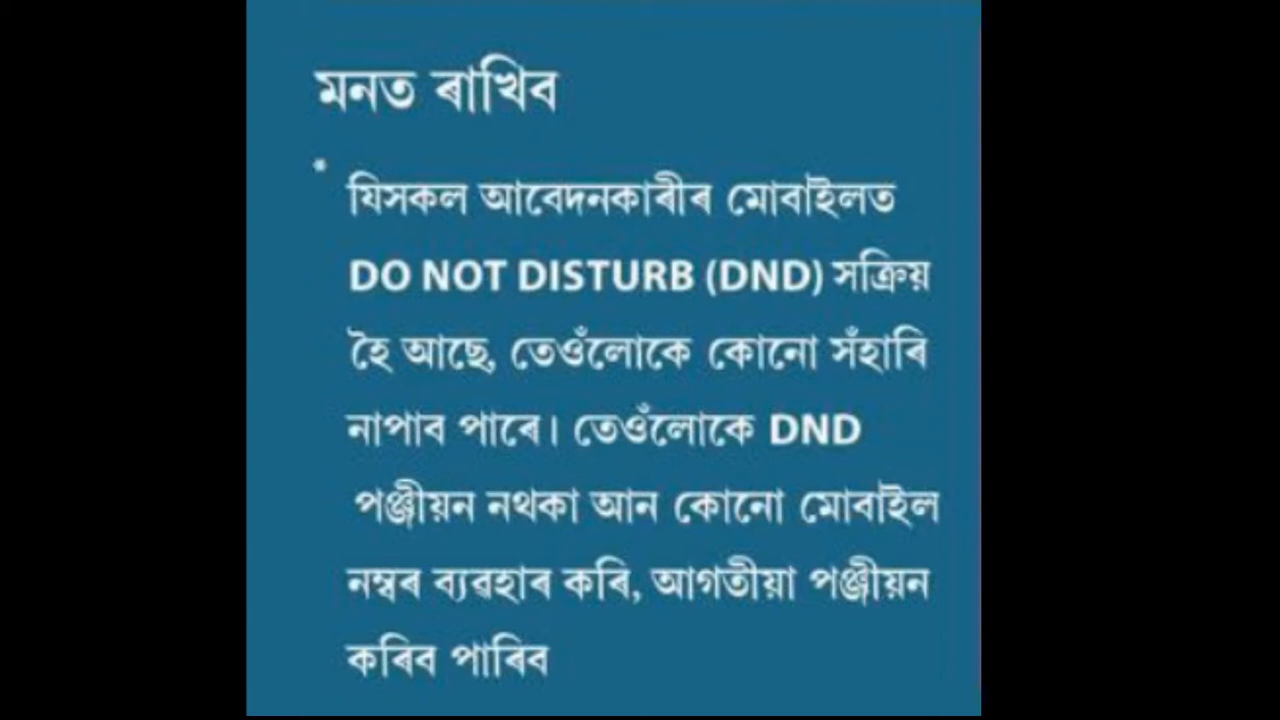 মনত ৰাখিব
* যিসকল আবেদনকাৰীৰ মোবাইলত
DO NOT DISTURB (DND) সক্ৰিয়
হৈ আছে, তেওঁলোকে কোনো সঁহাৰি
নাপাব পাৰে। তেওঁলোকে DND
পঞ্জীয়ন নথকা আন কোনো মোবাইল
নম্বৰ ব্যৱহাৰ কৰি, আগতীয়া পঞ্জীয়ন
কৰিব পাৰিব